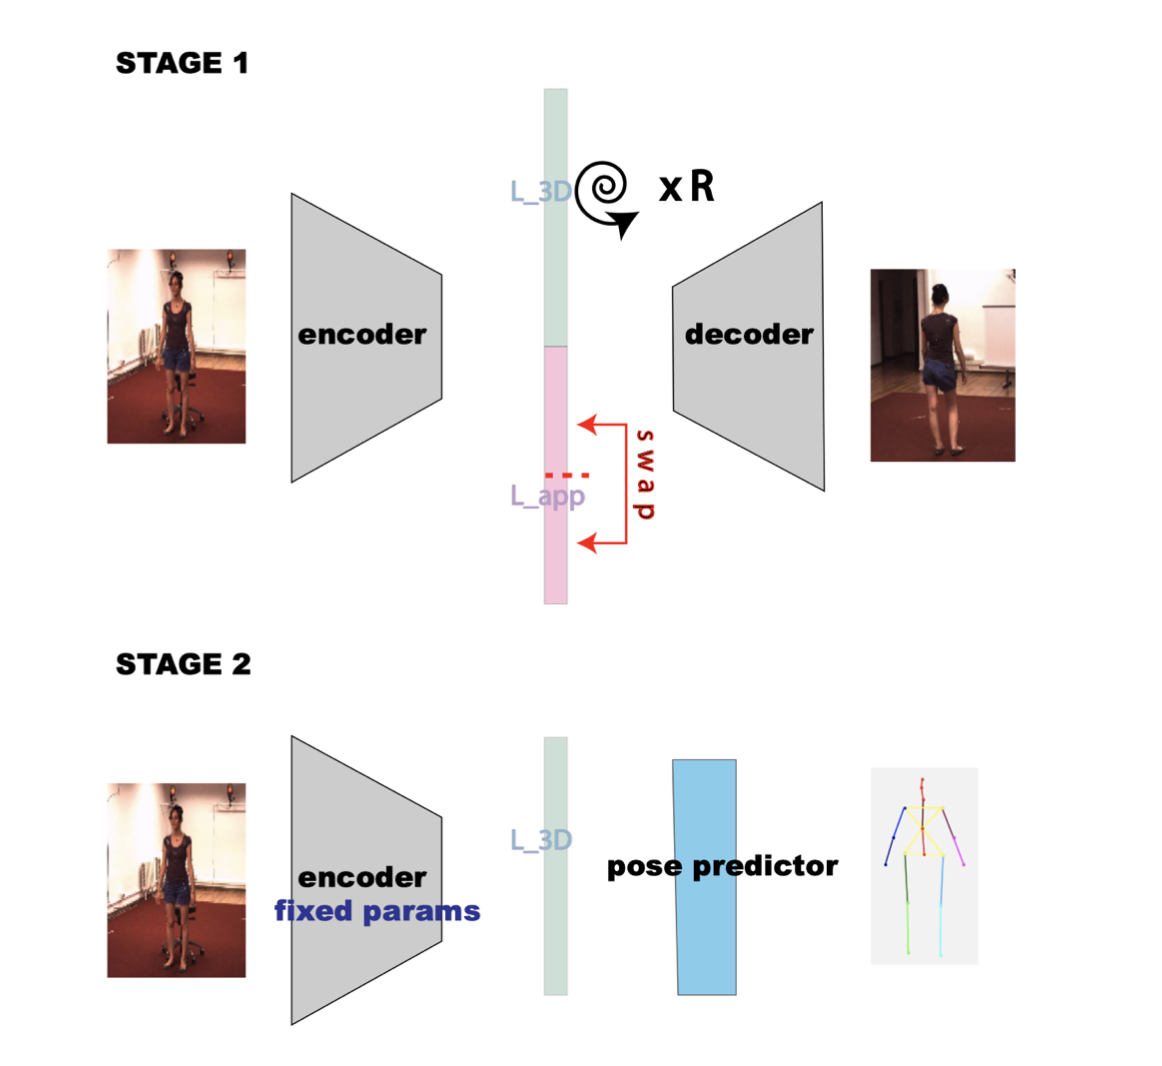 STAGE 1
L_3D
x R
encoder
decoder
swap
L_app
STAGE 2
L_3D
encoder
fixed params
pose predictor